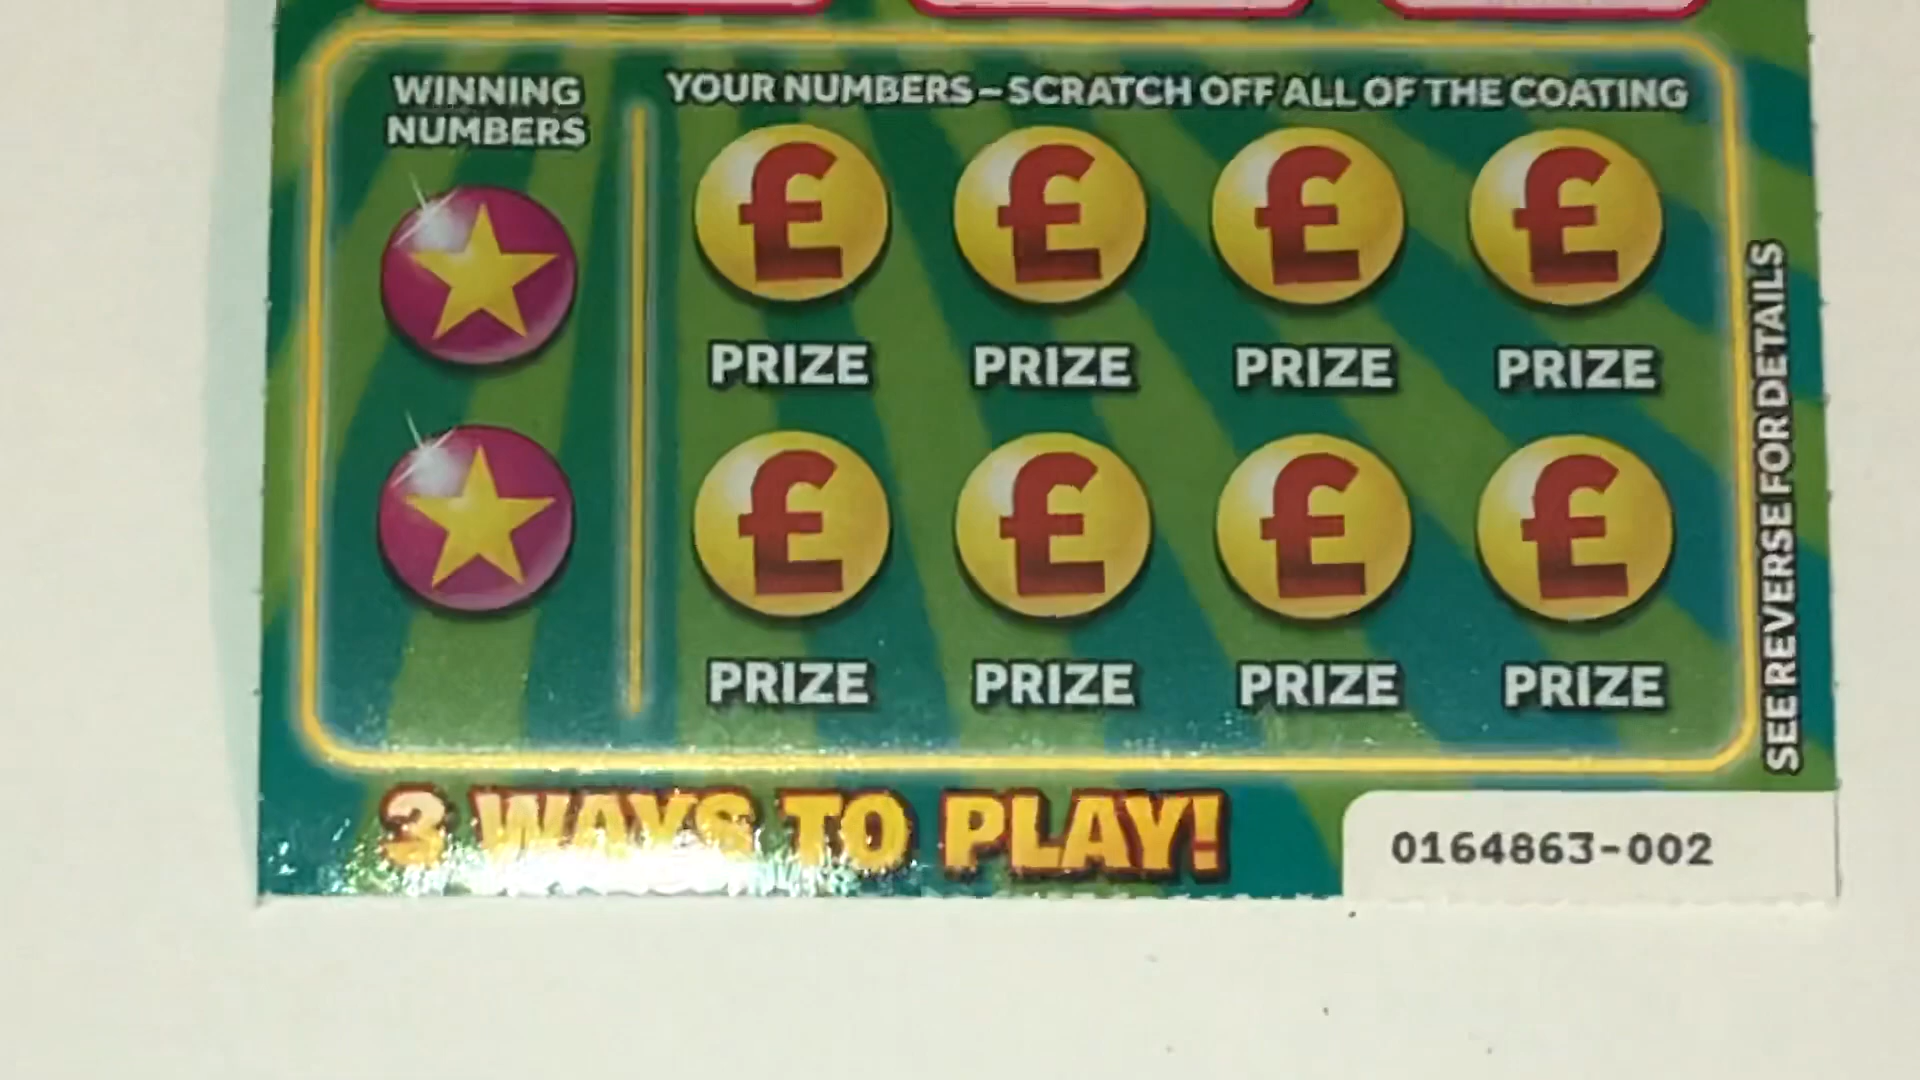 WINNING
NUMBERS
YOUR NUMBERS – SCRATCH OFF ALL OF THE COATING
£ £ £ £
PRIZE PRIZE PRIZE PRIZE
£ £ £ £
PRIZE PRIZE PRIZE PRIZE
SEE REVERSE FOR DETAILS
3 WAYS TO PLAY!
0164863-002